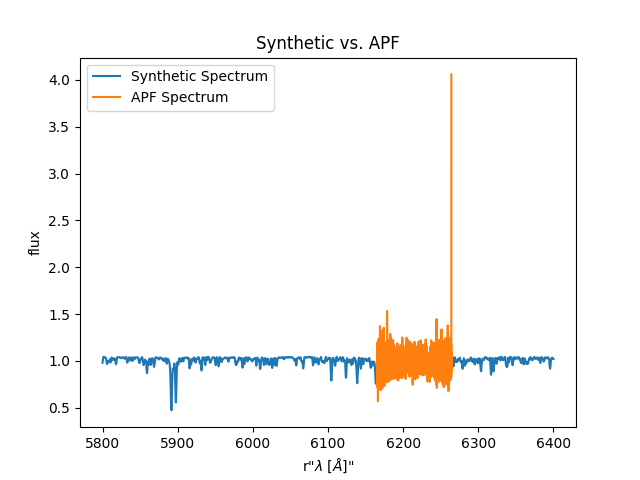 Synthetic vs. APF
Synthetic Spectrum
APF Spectrum
4.0
3.5
3.0
2.5
2.0
1.5
1.0
0.5
flux
5800 5900 6000 6100 6200 6300 6400
r"λ [Å]"